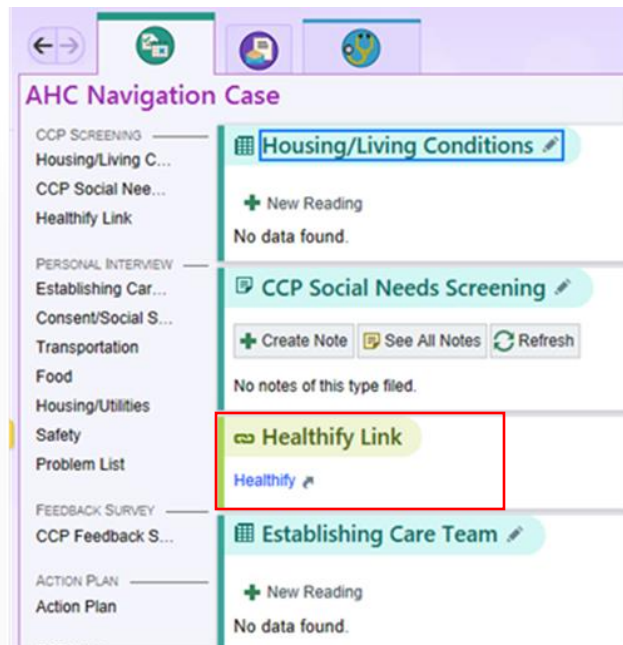 AHC Navigation Case
CCP SCREENING
Housing/Living C...
CCP Social Nee...
Healthify Link
PERSONAL INTERVIEW
Establishing Car...
Consent/Social S...
Transportation
Food
Housing/Utilities
Safety
Problem List
FEEDBACK SURVEY
CCP Feedback S...
ACTION PLAN
Action Plan
Housing/Living Conditions
New Reading
No data found.
CCP Social Needs Screening
Create Note See All Notes Refresh
No notes of this type filed.
Healthify Link
Healthify
Establishing Care Team
New Reading
No data found.